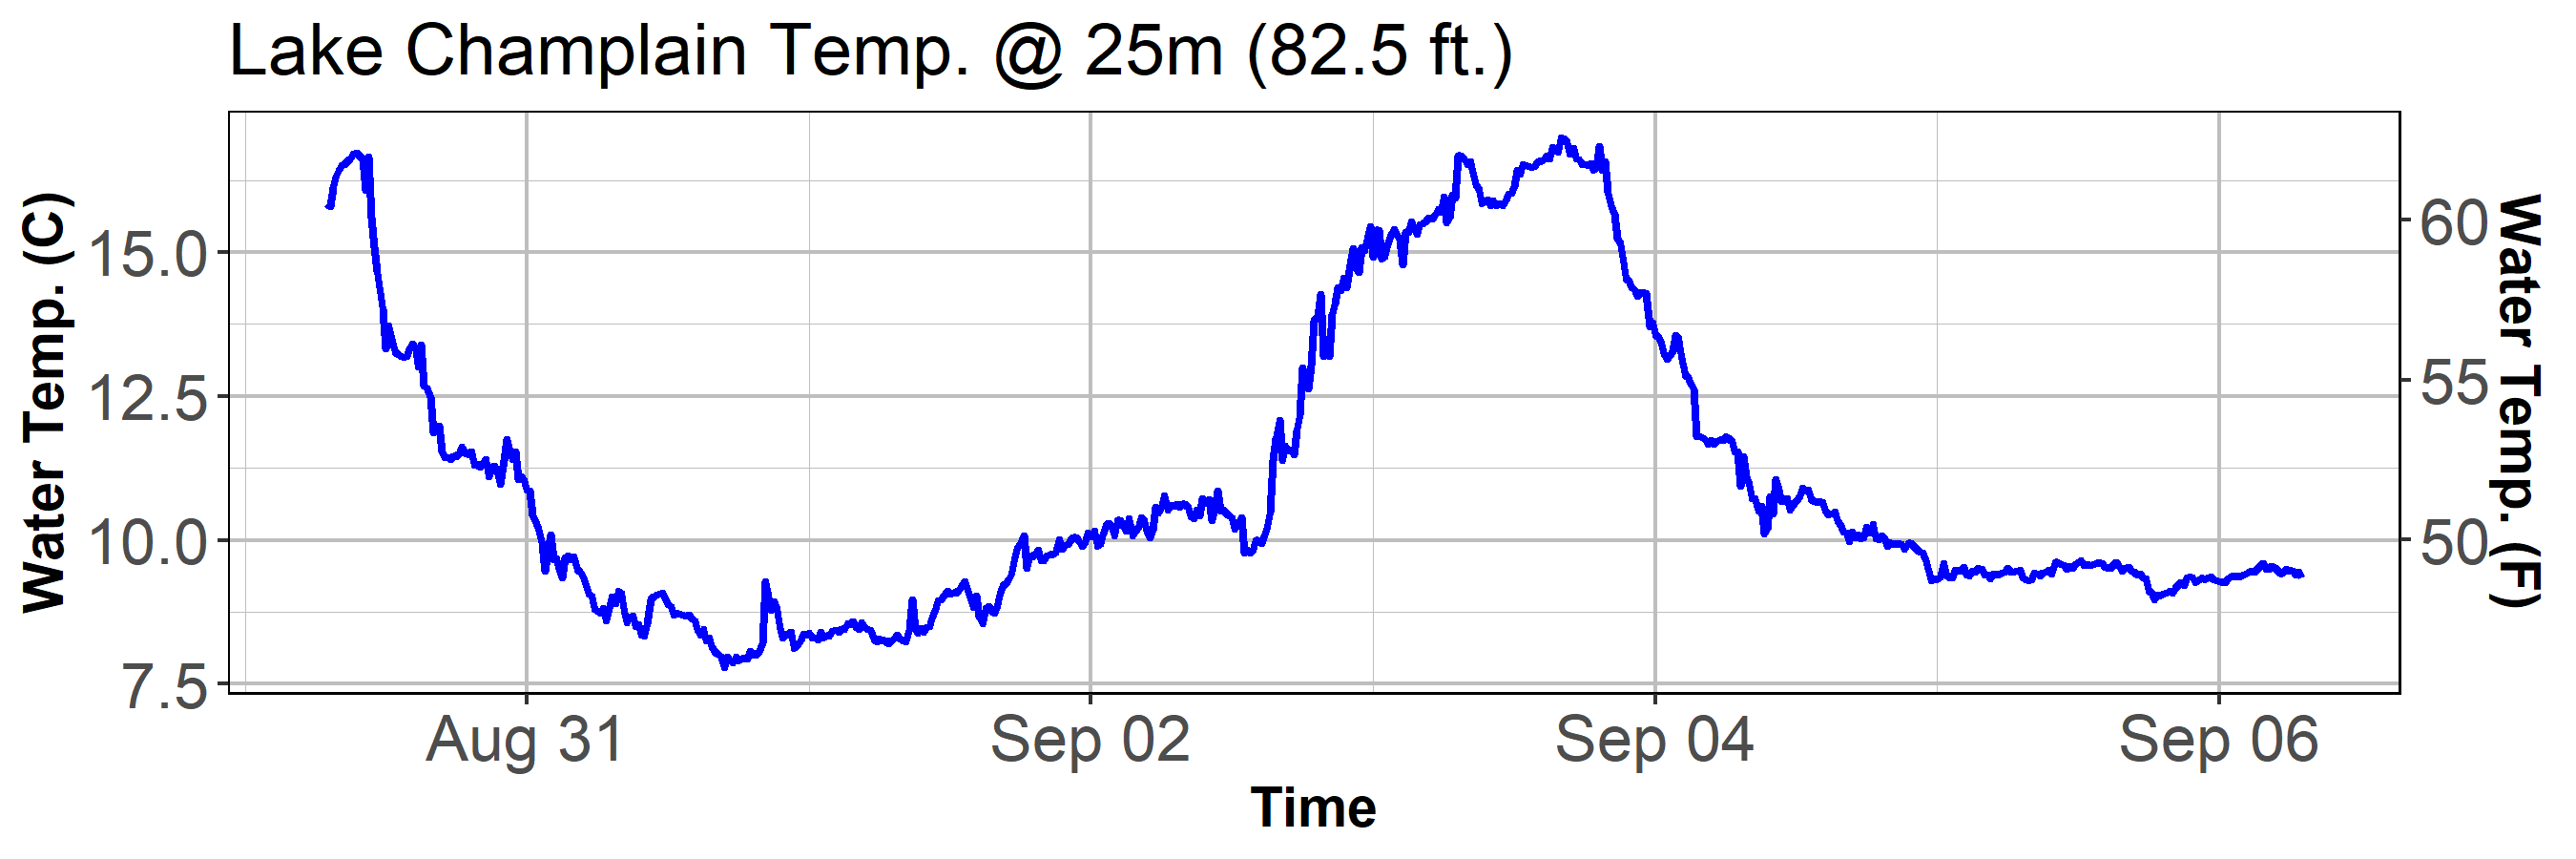 Lake Champlain Temp. @ 25m (82.5 ft.)
Water Temp. (C)
15.0
12.5
10.0
7.5
60
55
50
Water Temp. (F)
Aug 31
Sep 02
Sep 04
Sep 06
Time